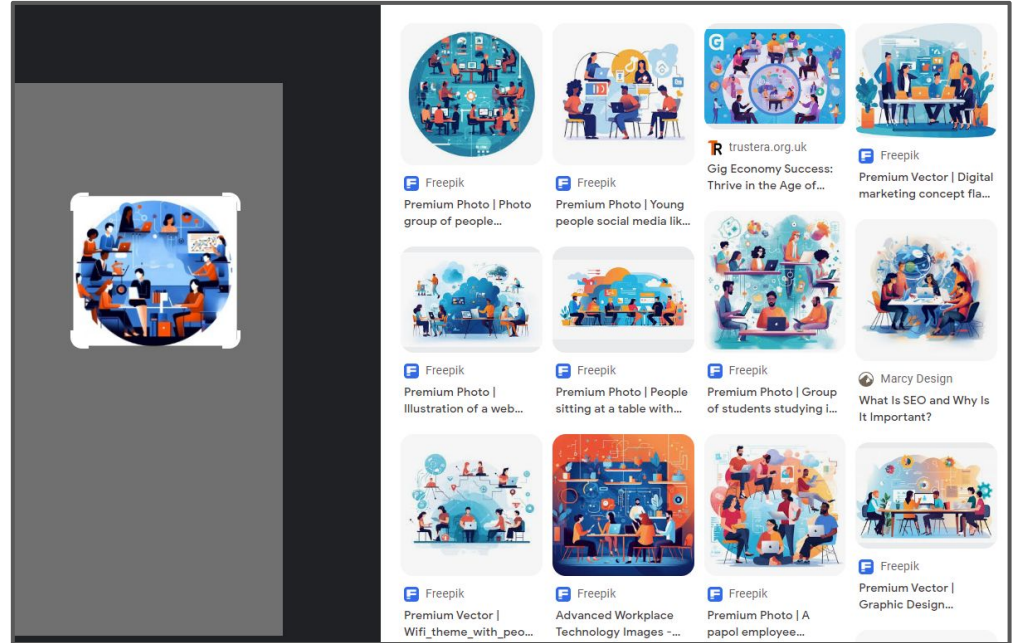 Freepik
Premium Photo | Photo
group of people...
Freepik
Premium Photo | Young
people social media lik...
G
trustera.org.uk
Gig Economy Success:
Thrive in the Age of...
Freepik
Premium Vector | Digital
marketing concept fla...
Freepik
Premium Photo |
Illustration of a web...
Freepik
Premium Photo | People
sitting at a table with...
Freepik
Premium Photo | Group
of students studying i...
Marcy Design
What Is SEO and Why Is
It Important?
Freepik
Premium Vector |
Wifi_theme_with_peo...
Freepik
Advanced Workplace
Technology Images -...
Freepik
Premium Photo | A
papol employee...
Freepik
Premium Vector |
Graphic Design...